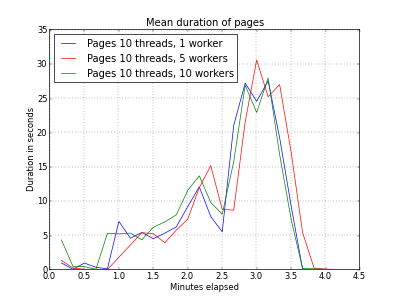 Mean duration of pages
Pages 10 threads, 1 worker
Pages 10 threads, 5 workers
Pages 10 threads, 10 workers
Duration in seconds
35
30
25
20
15
10
5
0
0.0 0.5 1.0 1.5 2.0 2.5 3.0 3.5 4.0 4.5
Minutes elapsed